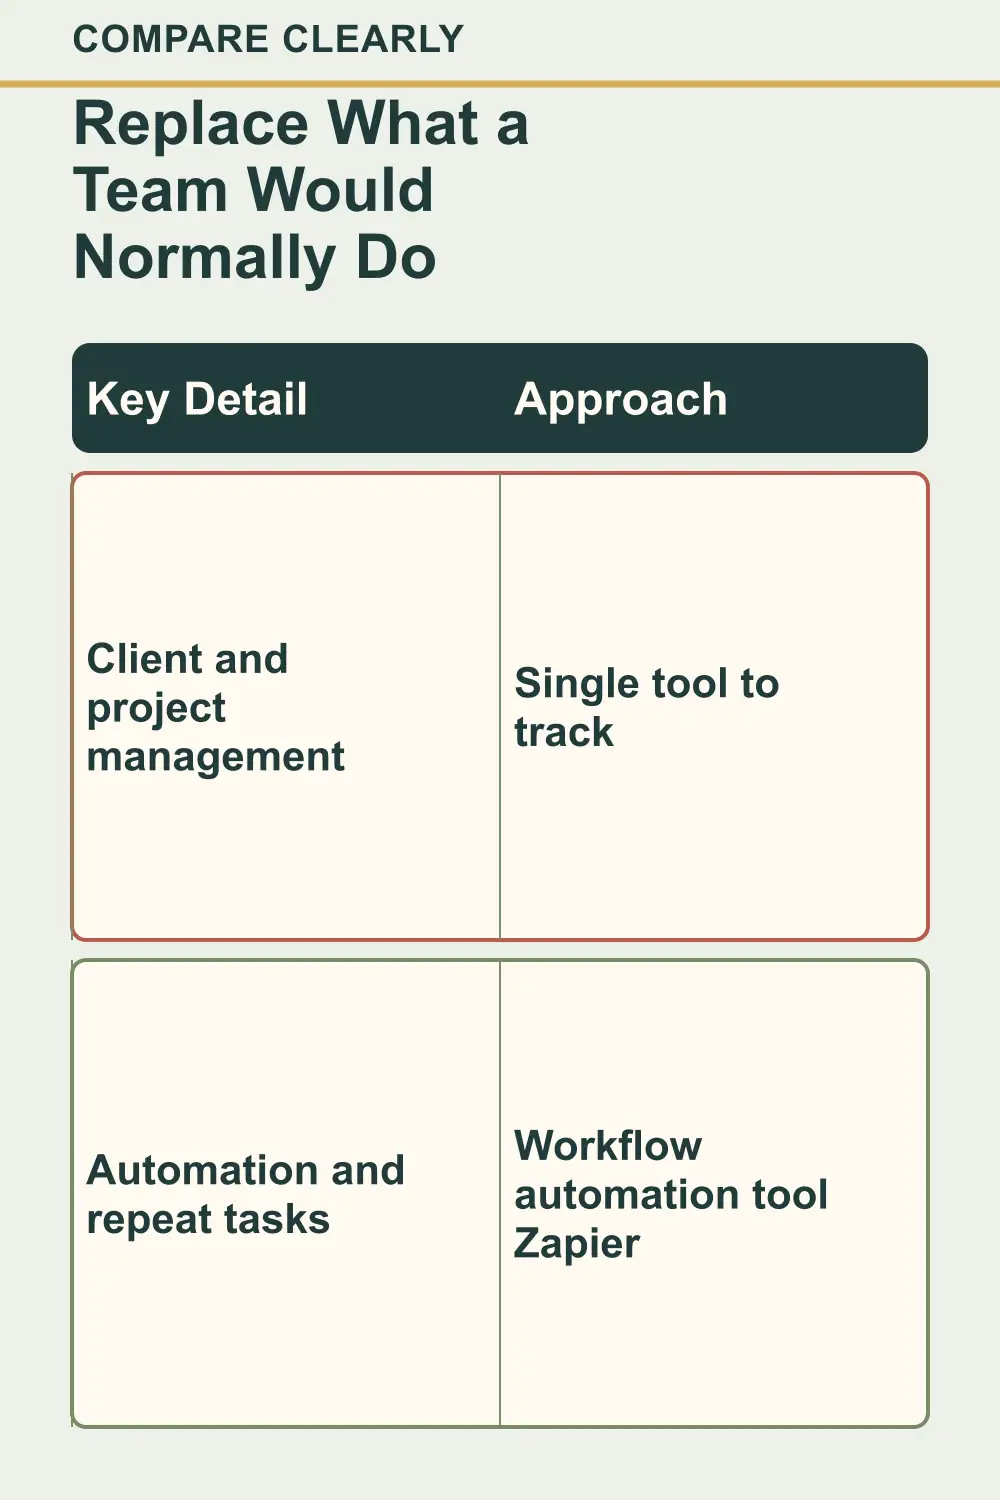 COMPARE CLEARLY
Replace What a
Team Would
Normally Do
Key Detail
Approach
Client and
project
management
Single tool to
track
Automation and
repeat tasks
Workflow
automation tool
Zapier